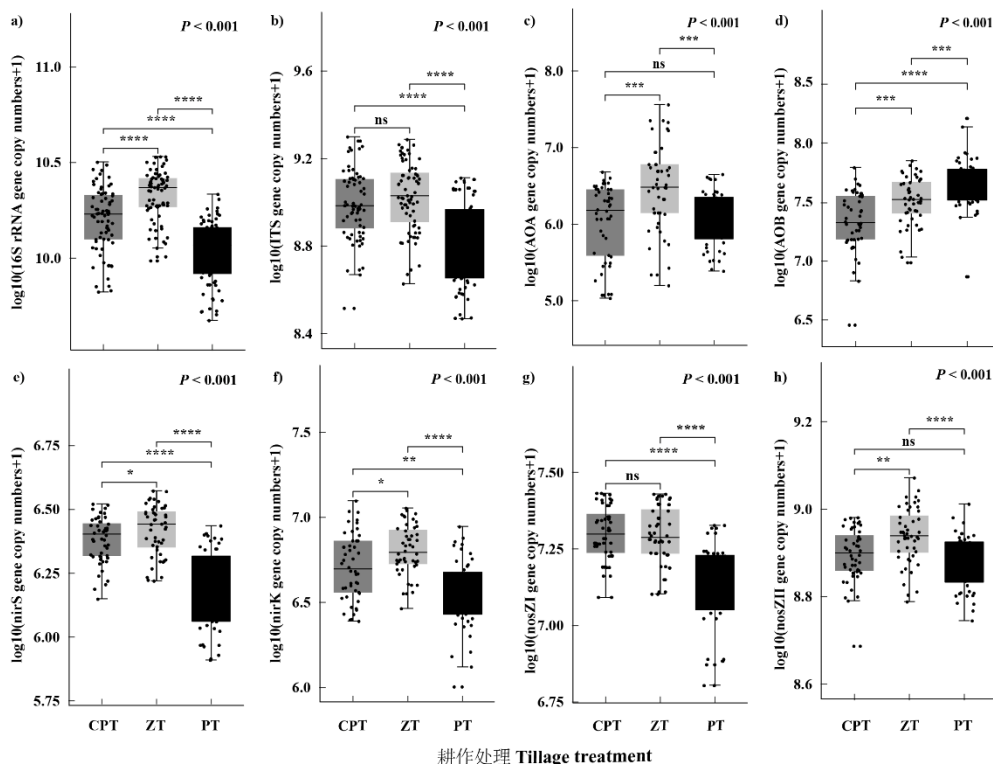 a)
P < 0.001
log10(16S rRNA gene copy numbers+1)
11.0
10.5
10.0
****
****
****
b)
P < 0.001
log10(ITS gene copy numbers+1)
9.6
9.2
8.8
8.4
****
****
ns
c)
P < 0.001
log10(AOA gene copy numbers+1)
8.0
7.0
6.0
5.0
***
ns
***
d)
P < 0.001
log10(AOB gene copy numbers+1)
8.5
8.0
7.5
7.0
6.5
***
****
***
e)
P < 0.001
log10(nirS gene copy numbers+1)
6.75
6.50
6.25
6.00
5.75
****
****
*
CPT ZT PT
f)
P < 0.001
log10(nirK gene copy numbers+1)
7.5
7.0
6.5
6.0
****
**
*
CPT ZT PT
g)
P < 0.001
log10(nosZI gene copy numbers+1)
7.50
7.25
7.00
6.75
****
****
ns
CPT ZT PT
h)
P < 0.001
log10(nosZII gene copy numbers+1)
9.2
9.0
8.8
8.6
****
ns
**
CPT ZT PT
耕作处理 Tillage treatment